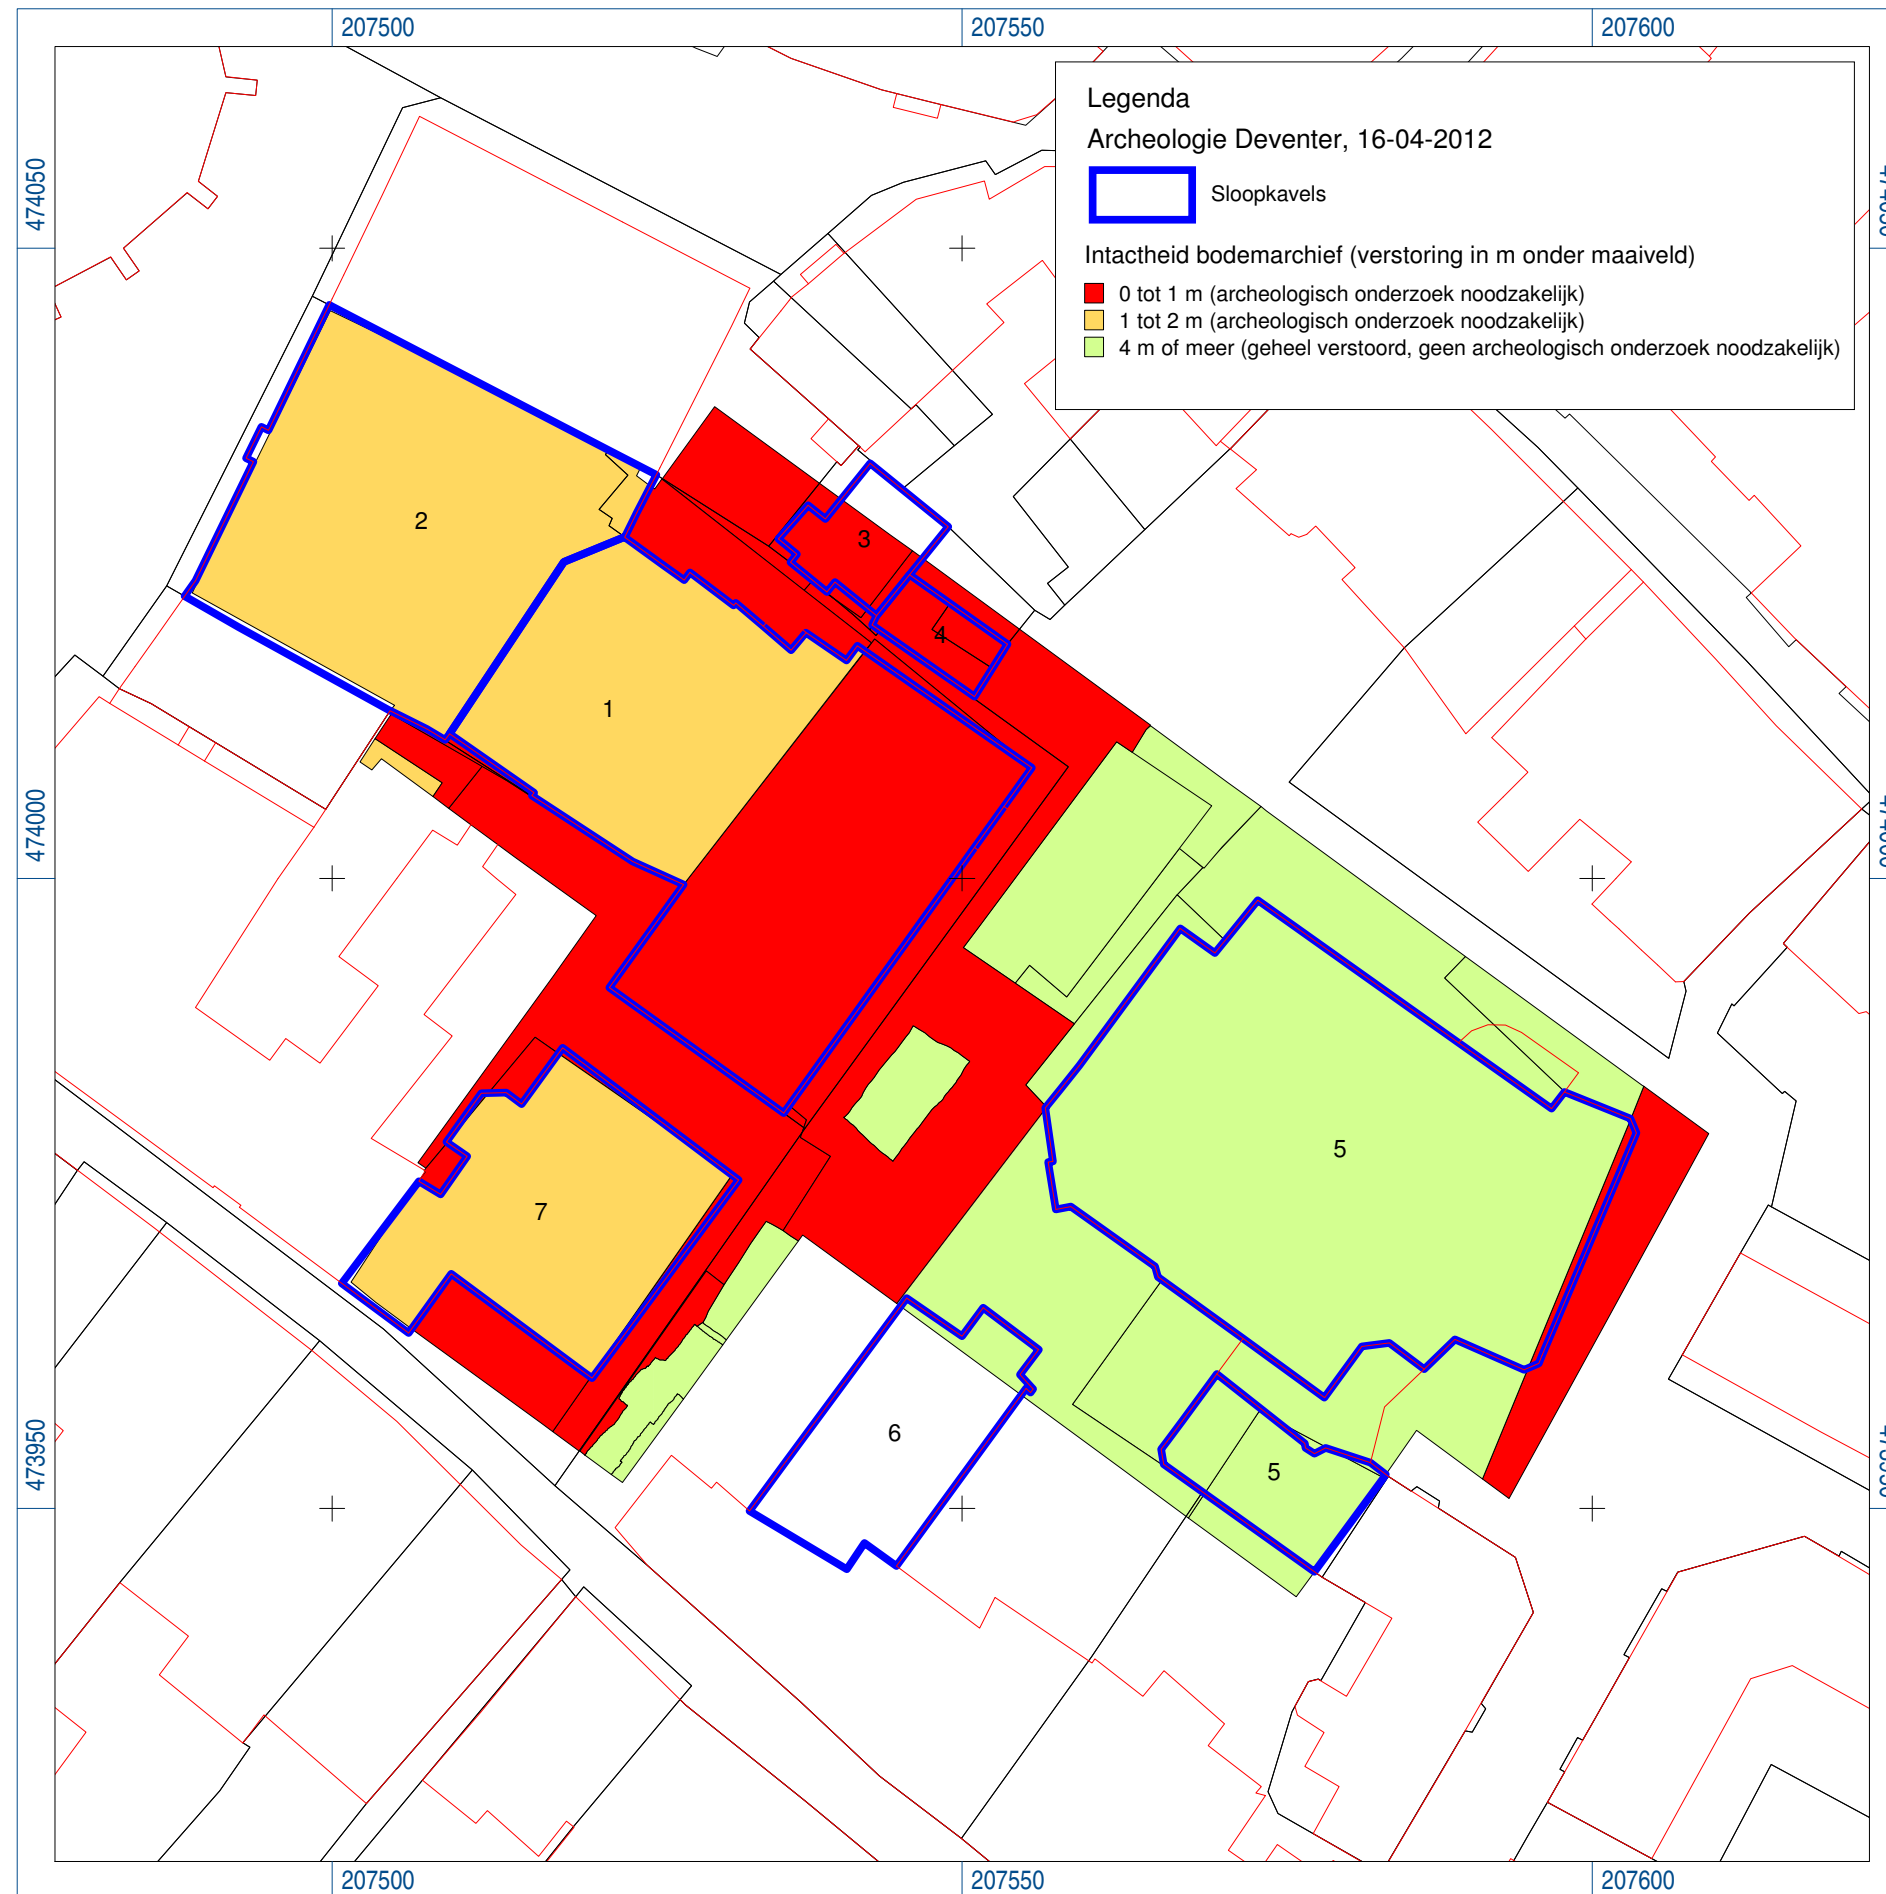 207500
207550
207600
Legenda
Archeologie Deventer, 16-04-2012
Sloopkavels
Intactheid bodemarchief (verstoring in m onder maaiveld)
0 tot 1 m (archeologisch onderzoek noodzakelijk)
1 tot 2 m (archeologisch onderzoek noodzakelijk)
4 m of meer (geheel verstoord, geen archeologisch onderzoek noodzakelijk)
474050
2
3
4
1
474000
5
7
6
5
473950
207500
207550
207600